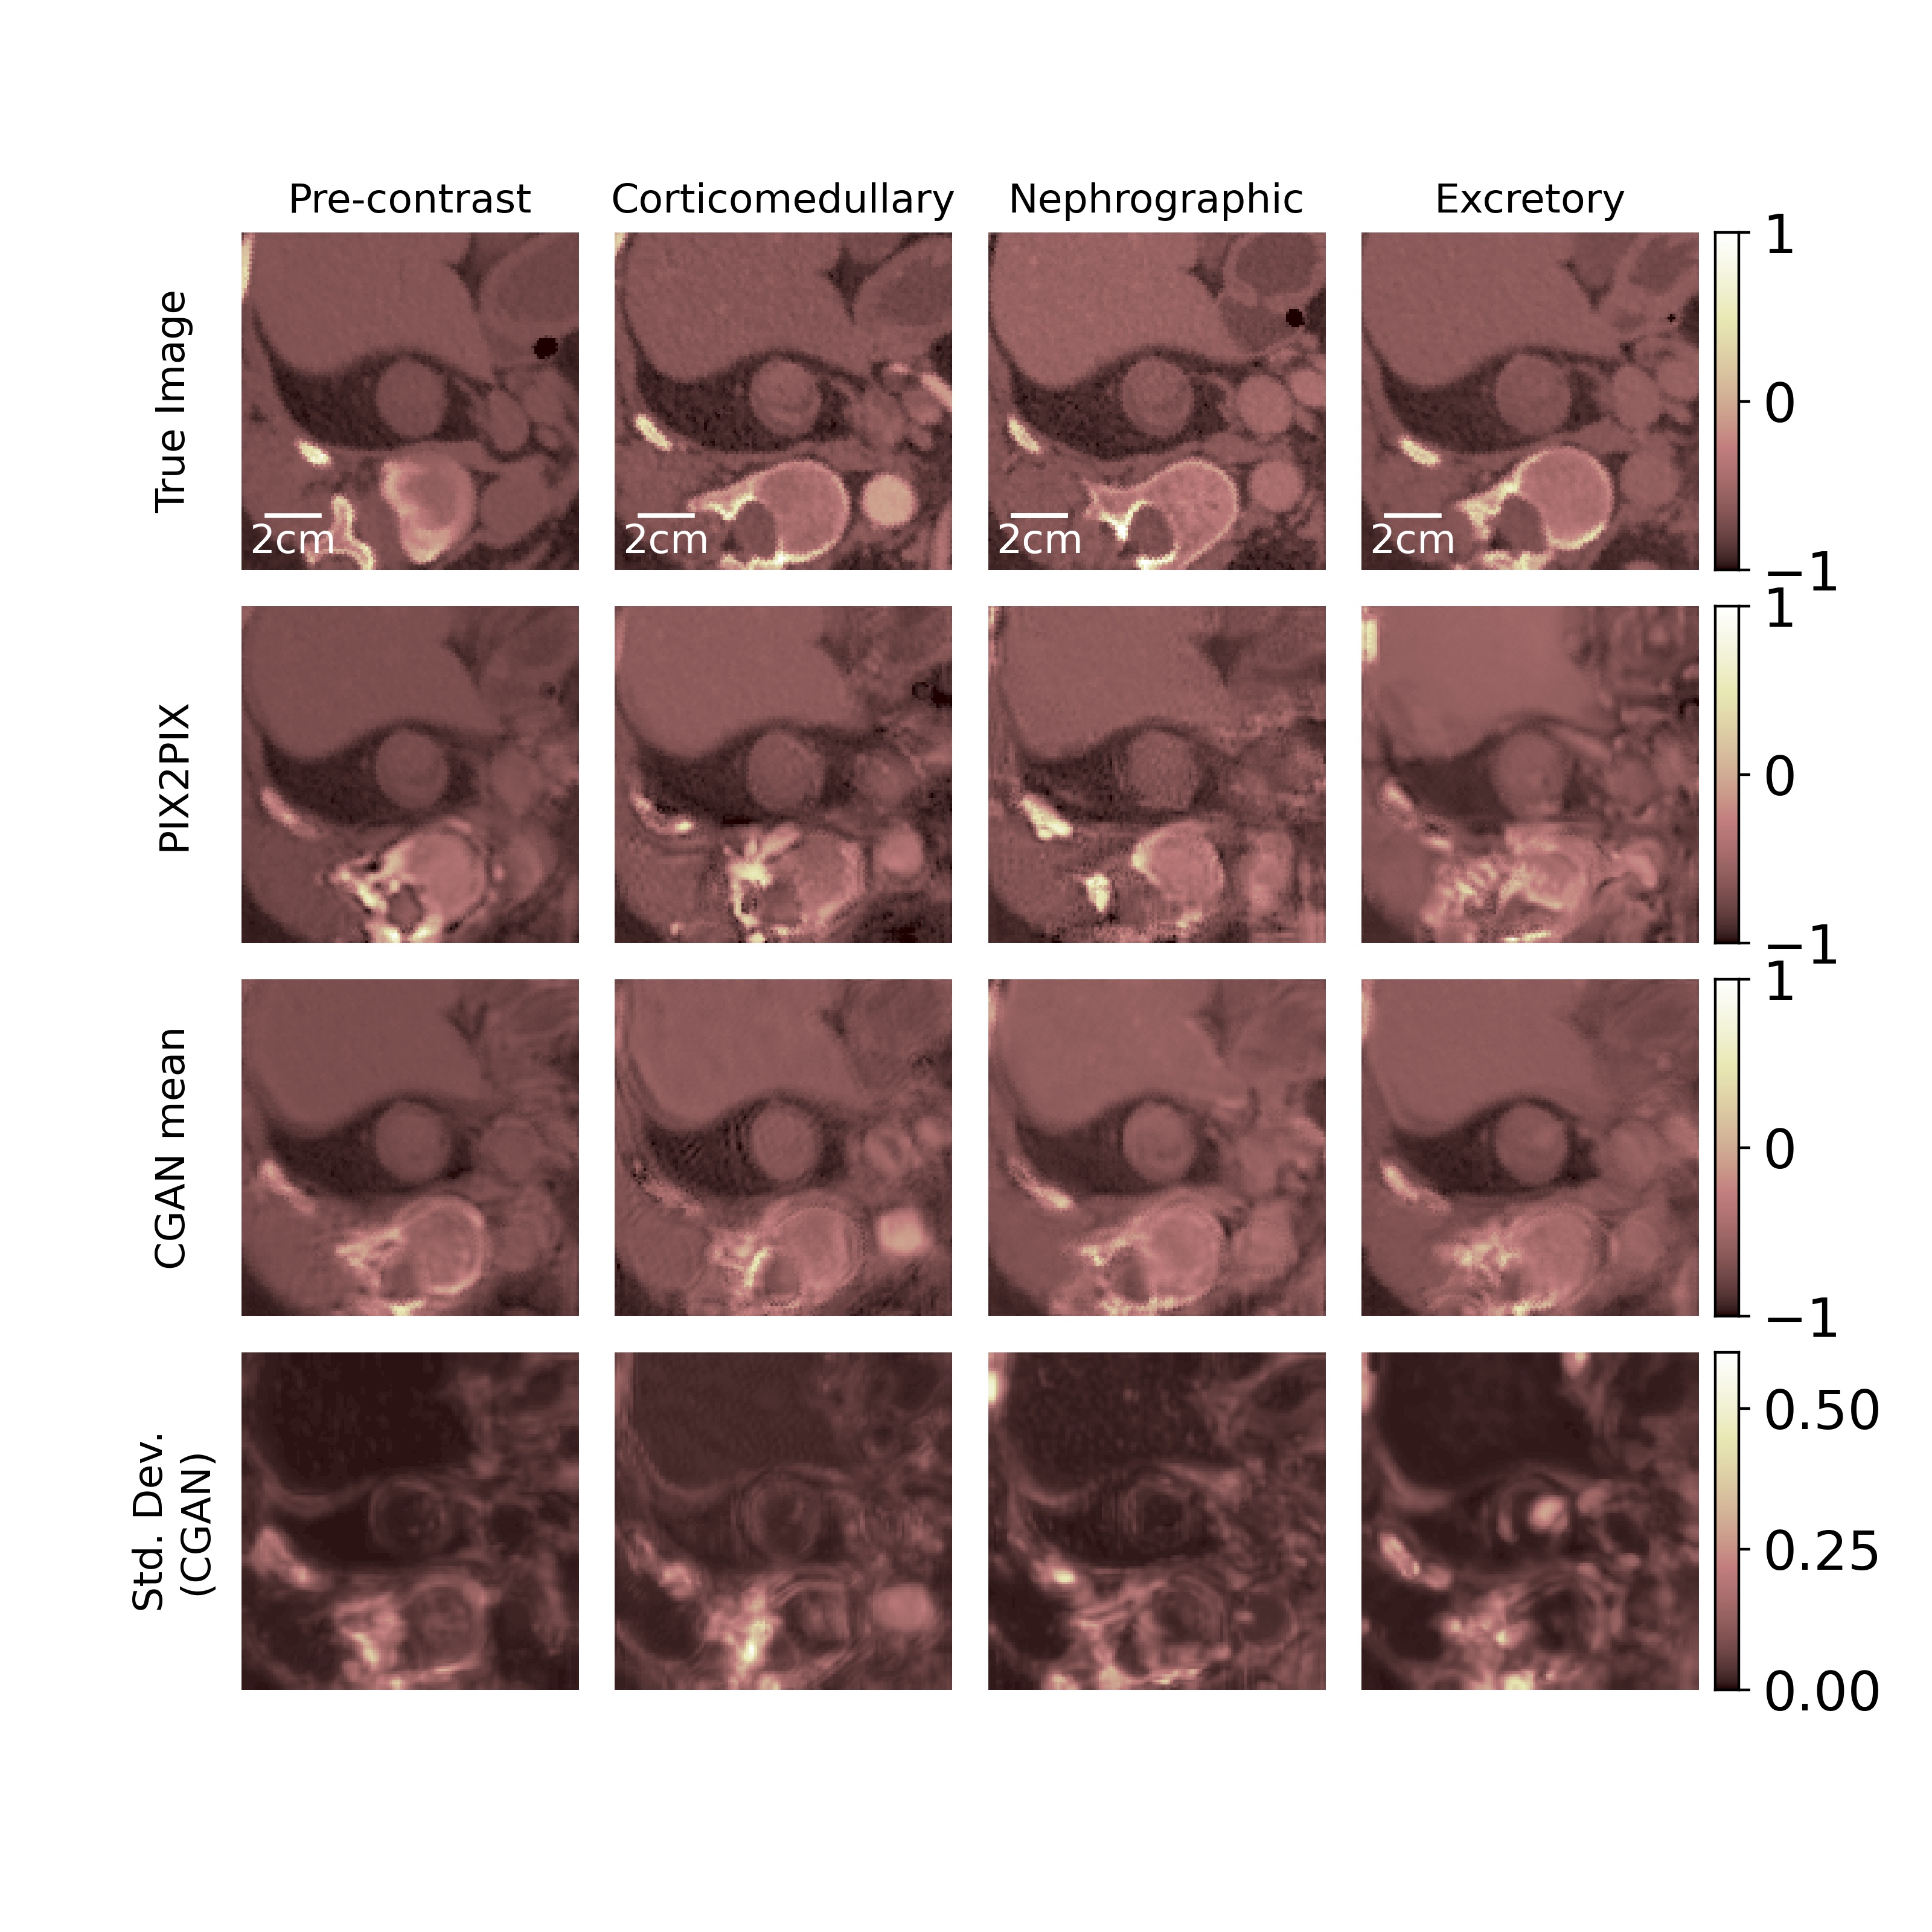 Pre-contrast Corticomedullary Nephrographic Excretory
True Image
2cm 2cm 2cm 2cm
1
0
−1
PIX2PIX
1
0
−1
CGAN mean
1
0
−1
Std. Dev.
(CGAN)
0.50
0.25
0.00